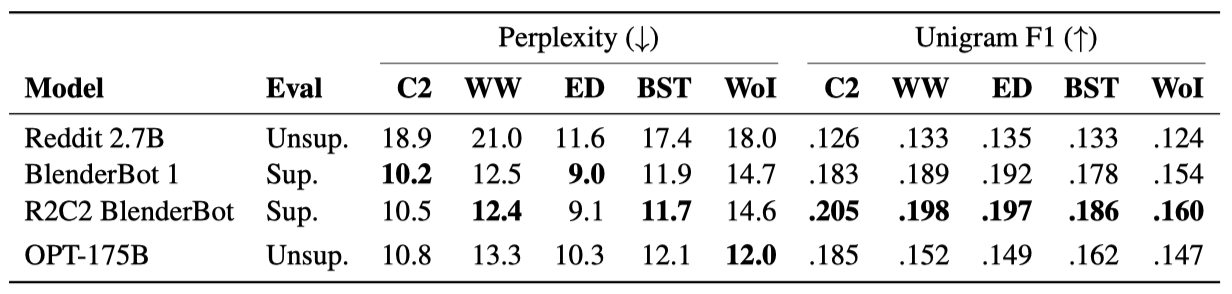 Perplexity (↓) Unigram F1 (↑)
Model Eval C2 WW ED BST WoI C2 WW ED BST WoI
Reddit 2.7B Unsup. 18.9 21.0 11.6 17.4 18.0 .126 .133 .135 .133 .124
BlenderBot 1 Sup. 10.2 12.5 9.0 11.9 14.7 .183 .189 .192 .178 .154
R2C2 BlenderBot Sup. 10.5 12.4 9.1 11.7 14.6 .205 .198 .197 .186 .160
OPT-175B Unsup. 10.8 13.3 10.3 12.1 12.0 .185 .152 .149 .162 .147